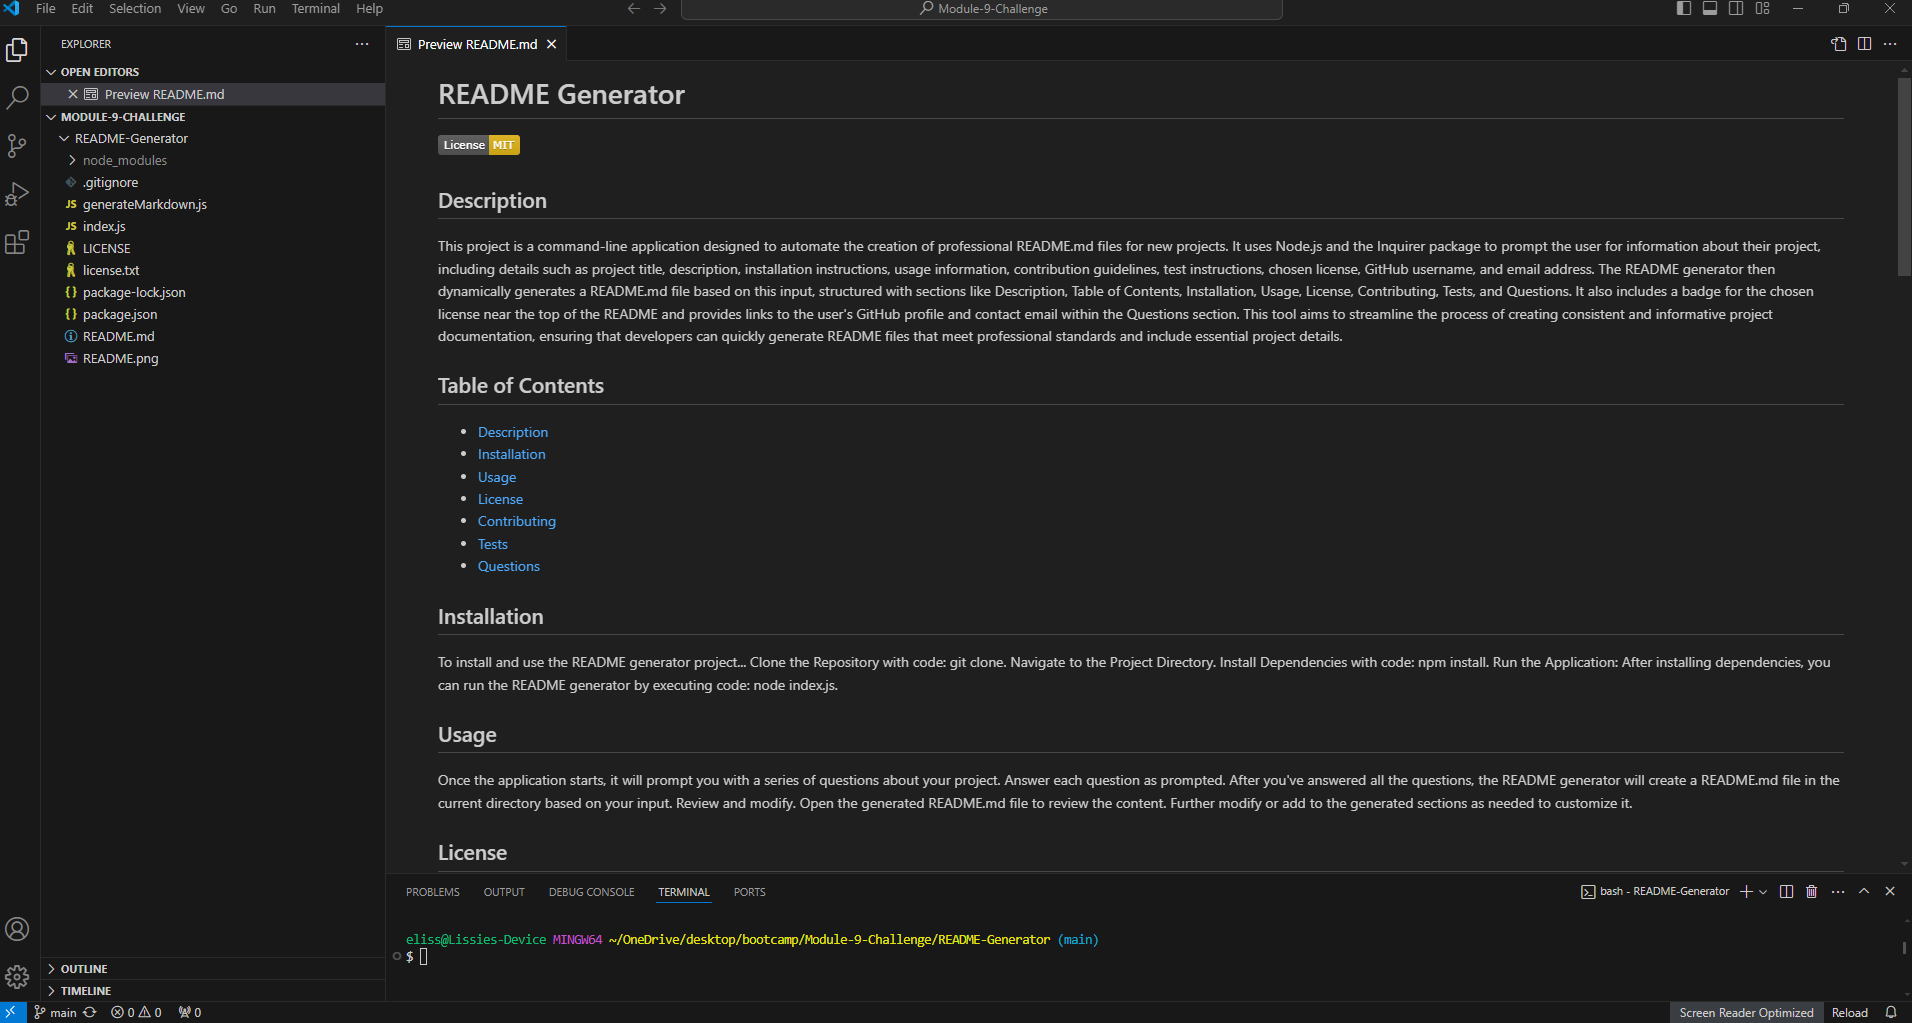 File Edit Selection View Go Run Terminal Help
Module-9-Challenge
EXPLORER
OPEN EDITORS
Preview README.md
MODULE-9-CHALLENGE
README-Generator
node_modules
.gitignore
JS generateMarkdown.js
JS index.js
LICENSE
license.txt
{} package-lock.json
{} package.json
README.md
README.png
OUTLINE
TIMELINE
Preview README.md
README Generator
License MIT
Description
This project is a command-line application designed to automate the creation of professional README.md files for new projects. It uses Node.js and the Inquirer package to prompt the user for information about their project,
including details such as project title, description, installation instructions, usage information, contribution guidelines, test instructions, chosen license, GitHub username, and email address. The README generator then
dynamically generates a README.md file based on this input, structured with sections like Description, Table of Contents, Installation, Usage, License, Contributing, Tests, and Questions. It also includes a badge for the chosen
license near the top of the README and provides links to the user's GitHub profile and contact email within the Questions section. This tool aims to streamline the process of creating consistent and informative project
documentation, ensuring that developers can quickly generate README files that meet professional standards and include essential project details.
Table of Contents
• Description
• Installation
• Usage
• License
• Contributing
• Tests
• Questions
Installation
To install and use the README generator project... Clone the Repository with code: git clone. Navigate to the Project Directory. Install Dependencies with code: npm install. Run the Application: After installing dependencies, you
can run the README generator by executing code: node index.js.
Usage
Once the application starts, it will prompt you with a series of questions about your project. Answer each question as prompted. After you've answered all the questions, the README generator will create a README.md file in the
current directory based on your input. Review and modify. Open the generated README.md file to review the content. Further modify or add to the generated sections as needed to customize it.
License
PROBLEMS OUTPUT DEBUG CONSOLE TERMINAL PORTS
bash - README-Generator
eliss@Lissies-Device MINGW64 ~/OneDrive/desktop/bootcamp/Module-9-Challenge/README-Generator (main)
$
main 0 0 0
Screen Reader Optimized Reload